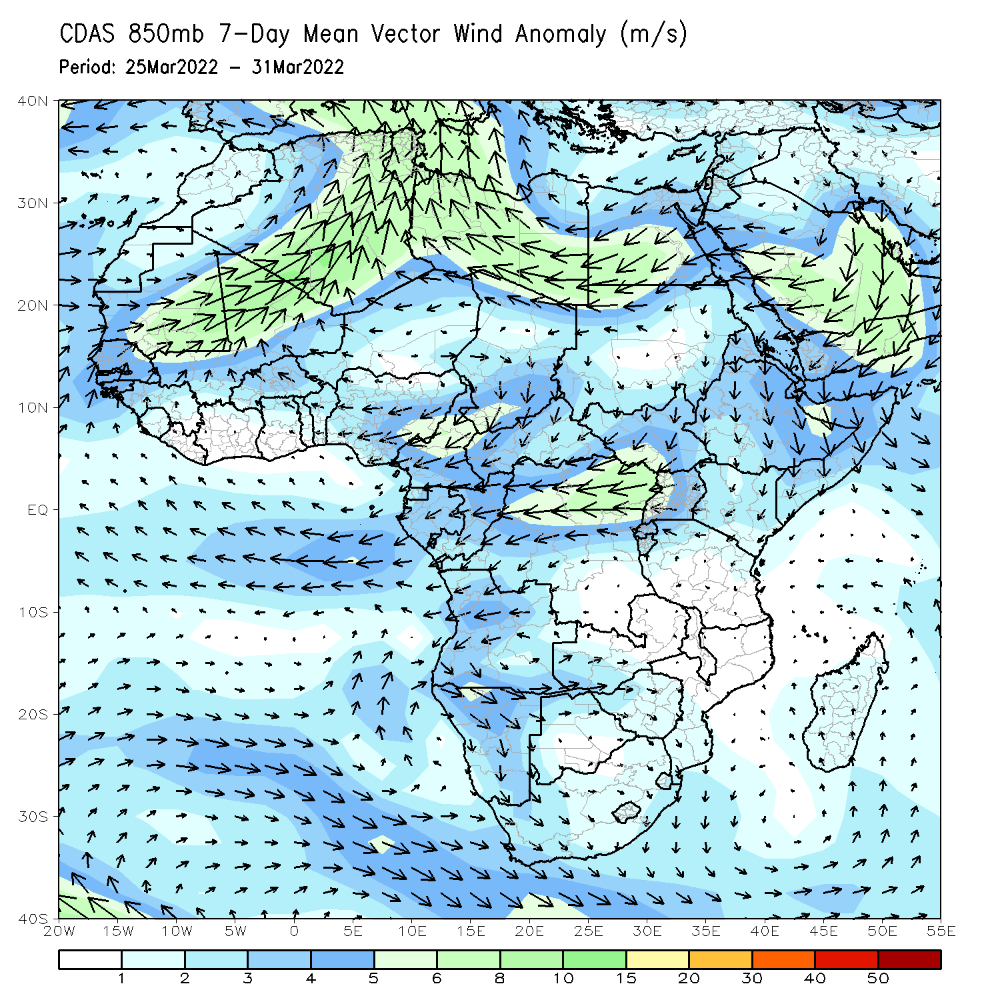 CDAS 850mb 7-Day Mean Vector Wind Anomaly (m/s)
Period: 25Mar2022 - 31Mar2022
40N
30N
20N
10N
EQ
10S
20S
30S
40S
20W 15W 10W 5W 0 5E 10E 15E 20E 25E 30E 35E 40E 45E 50E 55E
1 2 3 4 5 6 8 10 15 20 30 40 50